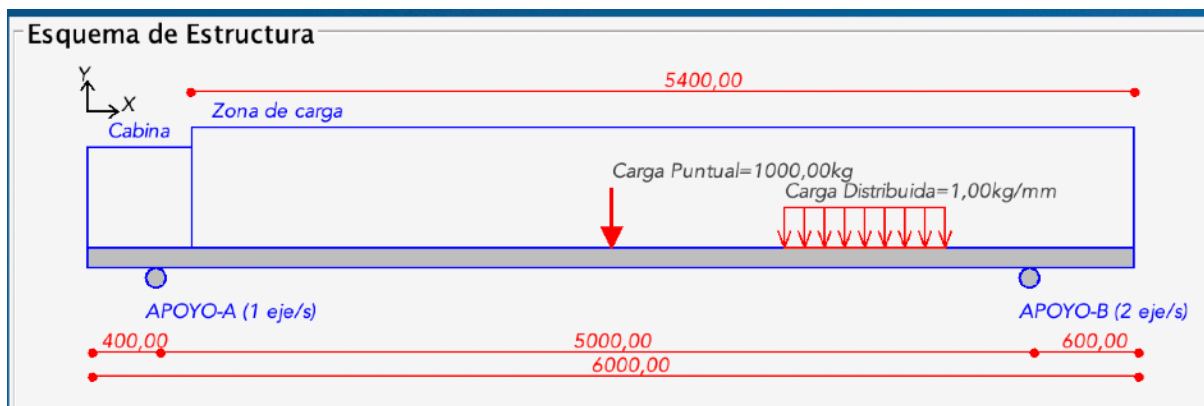 Esquema de Estructura
5400,00
Y
X
Zona de carga
Cabina
Carga Puntual=1000,00kg
Carga Distribuida=1,00kg/mm
APOYO-A (1 eje/s)
APOYO-B (2 eje/s)
400,00
5000,00
600,00
6000,00